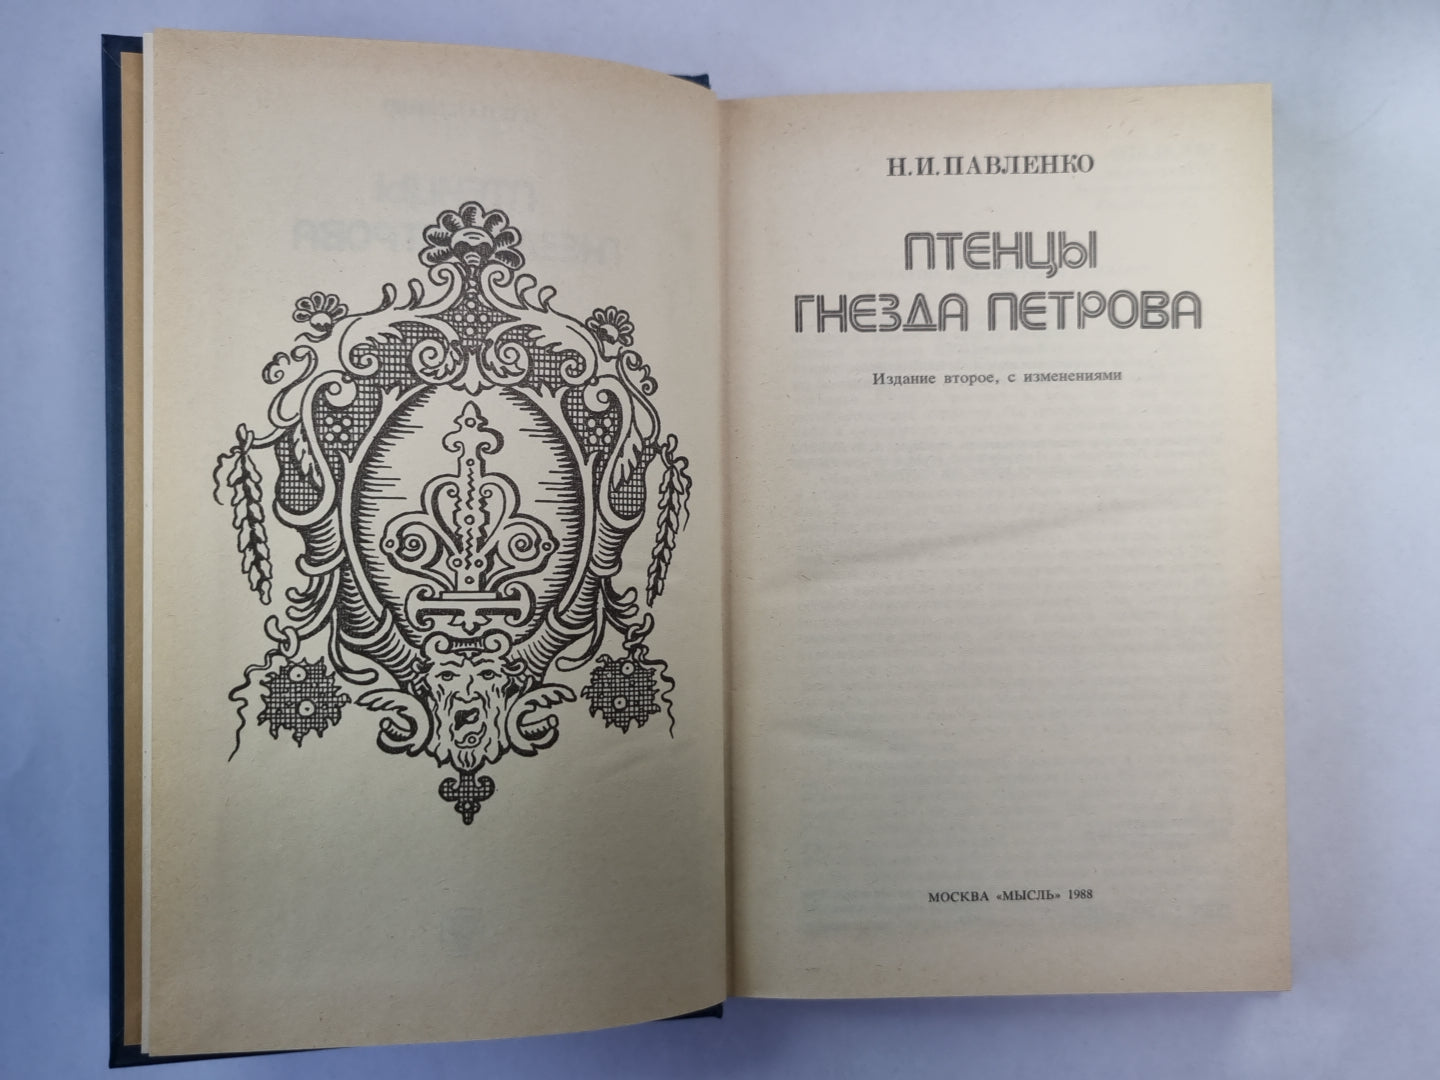 Н.И.ПАВЛЕНКО
ПТЕНЦЫ
ГНЕЗДА ПЕТРОВА
Издание второе, с изменениями
МОСКВА «МЫСЛЬ» 1988